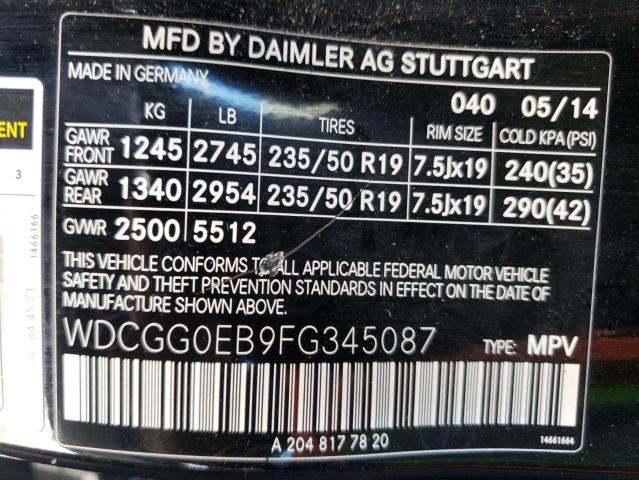 MFD BY DAIMLER AG STUTTGART
MADE IN GERMANY
040 05/14
KG LB TIRES RIM SIZE COLD KPA(PSI)
GAWR FRONT 1245 2745 235/50 R19 7.5Jx19 240(35)
GAWR REAR 1340 2954 235/50 R19 7.5Jx19 290(42)
GVWR 2500 5512
THIS VEHICLE CONFORMS TO ALL APPLICABLE FEDERAL MOTOR VEHICLE
SAFETY AND THEFT PREVENTION STANDARDS IN EFFECT ON THE DATE OF
MANUFACTURE SHOWN ABOVE.
WDCGG0EB9FG345087 TYPE: MPV
A 204 817 78 20
14661664
ENT
3
1466166